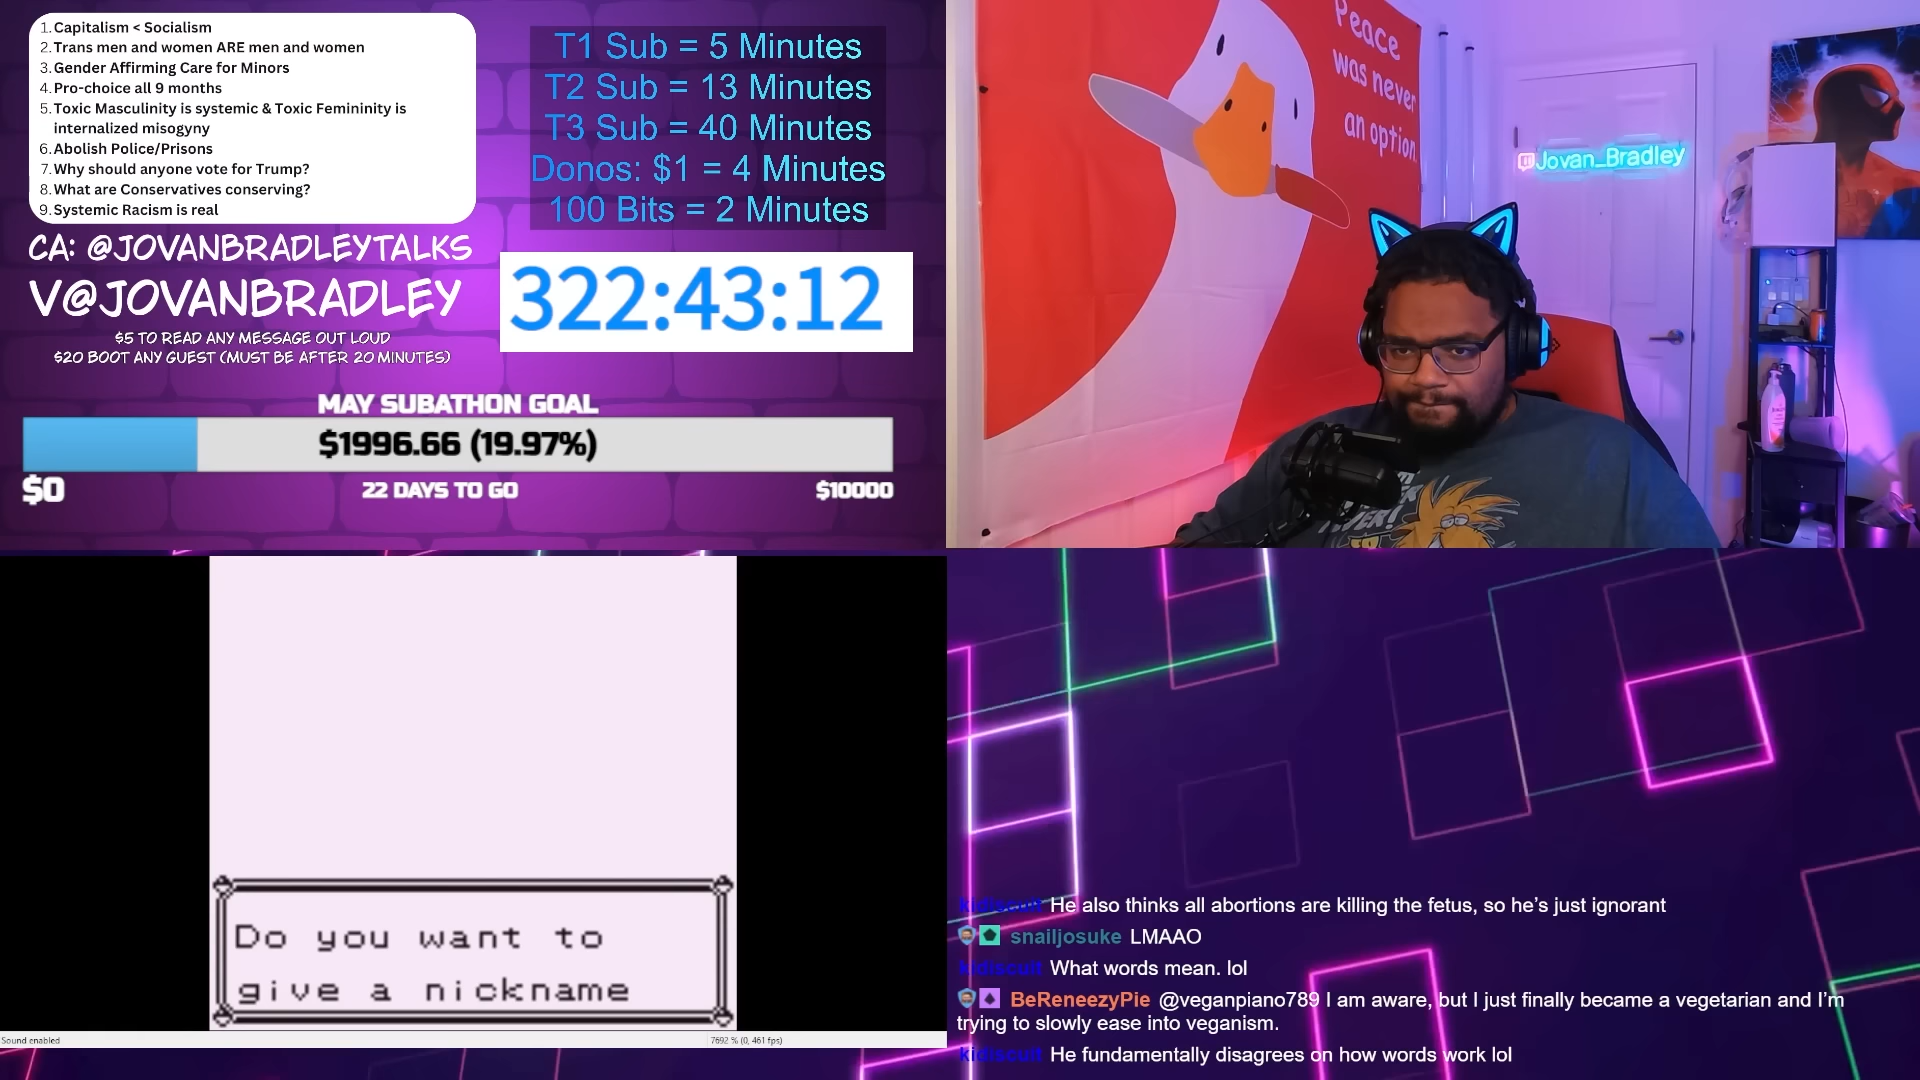 1. Capitalism < Socialism
2. Trans men and women ARE men and women
3. Gender Affirming Care for Minors
4. Pro-choice all 9 months
5. Toxic Masculinity is systemic & Toxic Femininity is
internalized misogyny
6. Abolish Police/Prisons
7. Why should anyone vote for Trump?
8. What are Conservatives conserving?
9. Systemic Racism is real
CA: @JOVANBRADLEYTALKS
V@JOVANBRADLEY
$5 TO READ ANY MESSAGE OUT LOUD
$20 BOOT ANY GUEST (MUST BE AFTER 20 MINUTES)
T1 Sub = 5 Minutes
T2 Sub = 13 Minutes
T3 Sub = 40 Minutes
Donos: $1 = 4 Minutes
100 Bits = 2 Minutes
322:43:12
MAY SUBATHON GOAL
$1996.66 (19.97%)
$0
22 DAYS TO GO
$10000
Peace
was never
an option.
Jovan_Bradley
Do you want to
give a nickname
Sound enabled
7692 % (0, 461 fps)
kidiscult He also thinks all abortions are killing the fetus, so he's just ignorant
snailjosuke LMAAO
kidiscult What words mean. lol
BeReneezyPie @veganpiano789 I am aware, but I just finally became a vegetarian and I'm
trying to slowly ease into veganism.
kidiscult He fundamentally disagrees on how words work lol